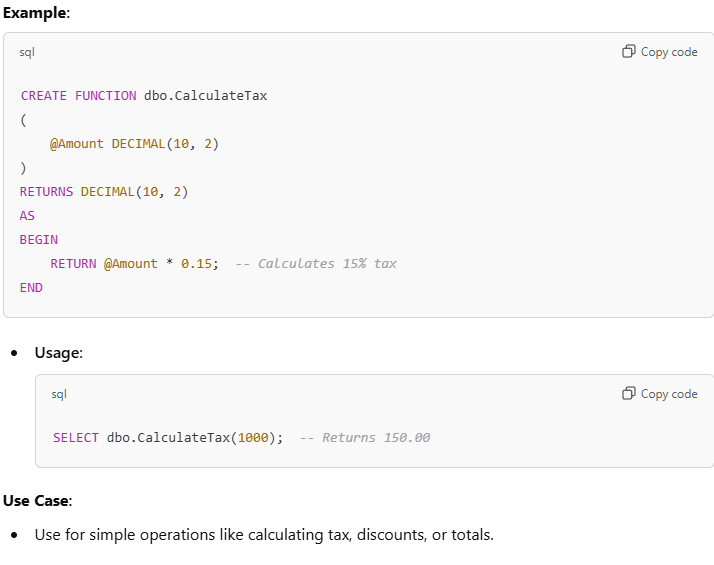 Example:
sql
Copy code
CREATE FUNCTION dbo.CalculateTax
(
    @Amount DECIMAL(10, 2)
)
RETURNS DECIMAL(10, 2)
AS
BEGIN
    RETURN @Amount * 0.15;  -- Calculates 15% tax
END
• Usage:
sql
Copy code
SELECT dbo.CalculateTax(1000);  -- Returns 150.00
Use Case:
• Use for simple operations like calculating tax, discounts, or totals.